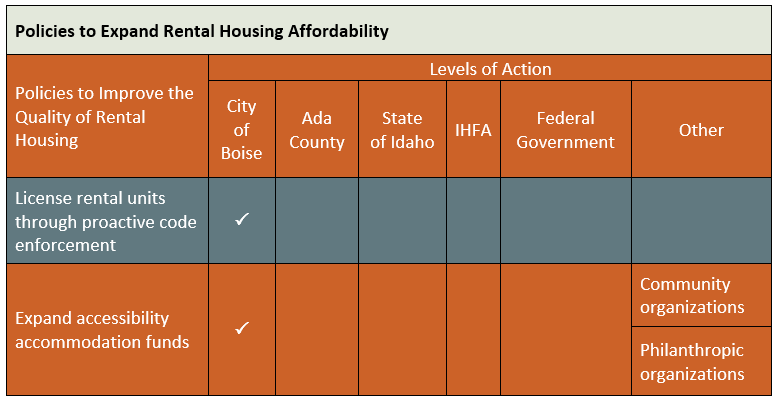 Policies to Expand Rental Housing Affordability
Policies to Improve the
Quality of Rental
Housing
Levels of Action
City
of
Boise
Ada
County
State
of Idaho
IHFA
Federal
Government
Other
License rental units
through proactive code
enforcement
✓
Expand accessibility
accommodation funds
✓
Community
organizations
Philanthropic
organizations